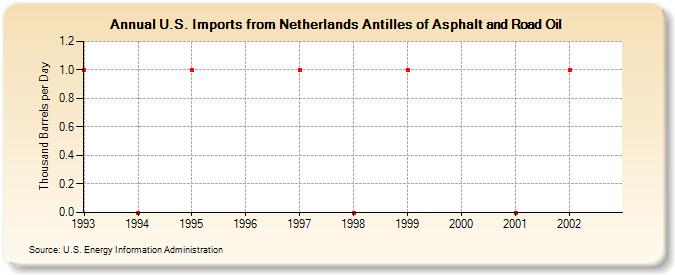 Annual U.S. Imports from Netherlands Antilles of Asphalt and Road Oil
Thousand Barrels per Day
1.2
1.0
0.8
0.6
0.4
0.2
0.0
1993 1994 1995 1996 1997 1998 1999 2000 2001 2002
Source: U.S. Energy Information Administration